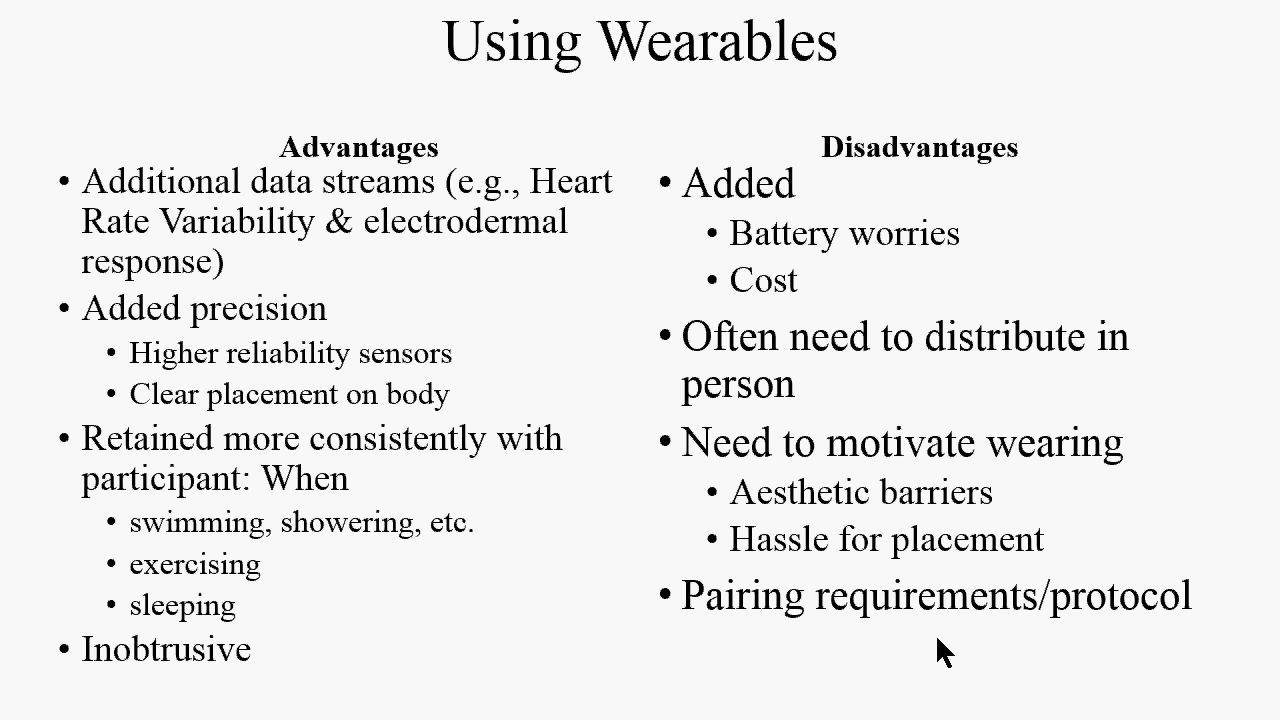 Using Wearables
Advantages
• Additional data streams (e.g., Heart
Rate Variability & electrodermal
response)
• Added precision
• Higher reliability sensors
• Clear placement on body
• Retained more consistently with
participant: When
• swimming, showering, etc.
• exercising
• sleeping
• Inobtrusive
Disadvantages
• Added
• Battery worries
• Cost
• Often need to distribute in
person
• Need to motivate wearing
• Aesthetic barriers
• Hassle for placement
• Pairing requirements/protocol